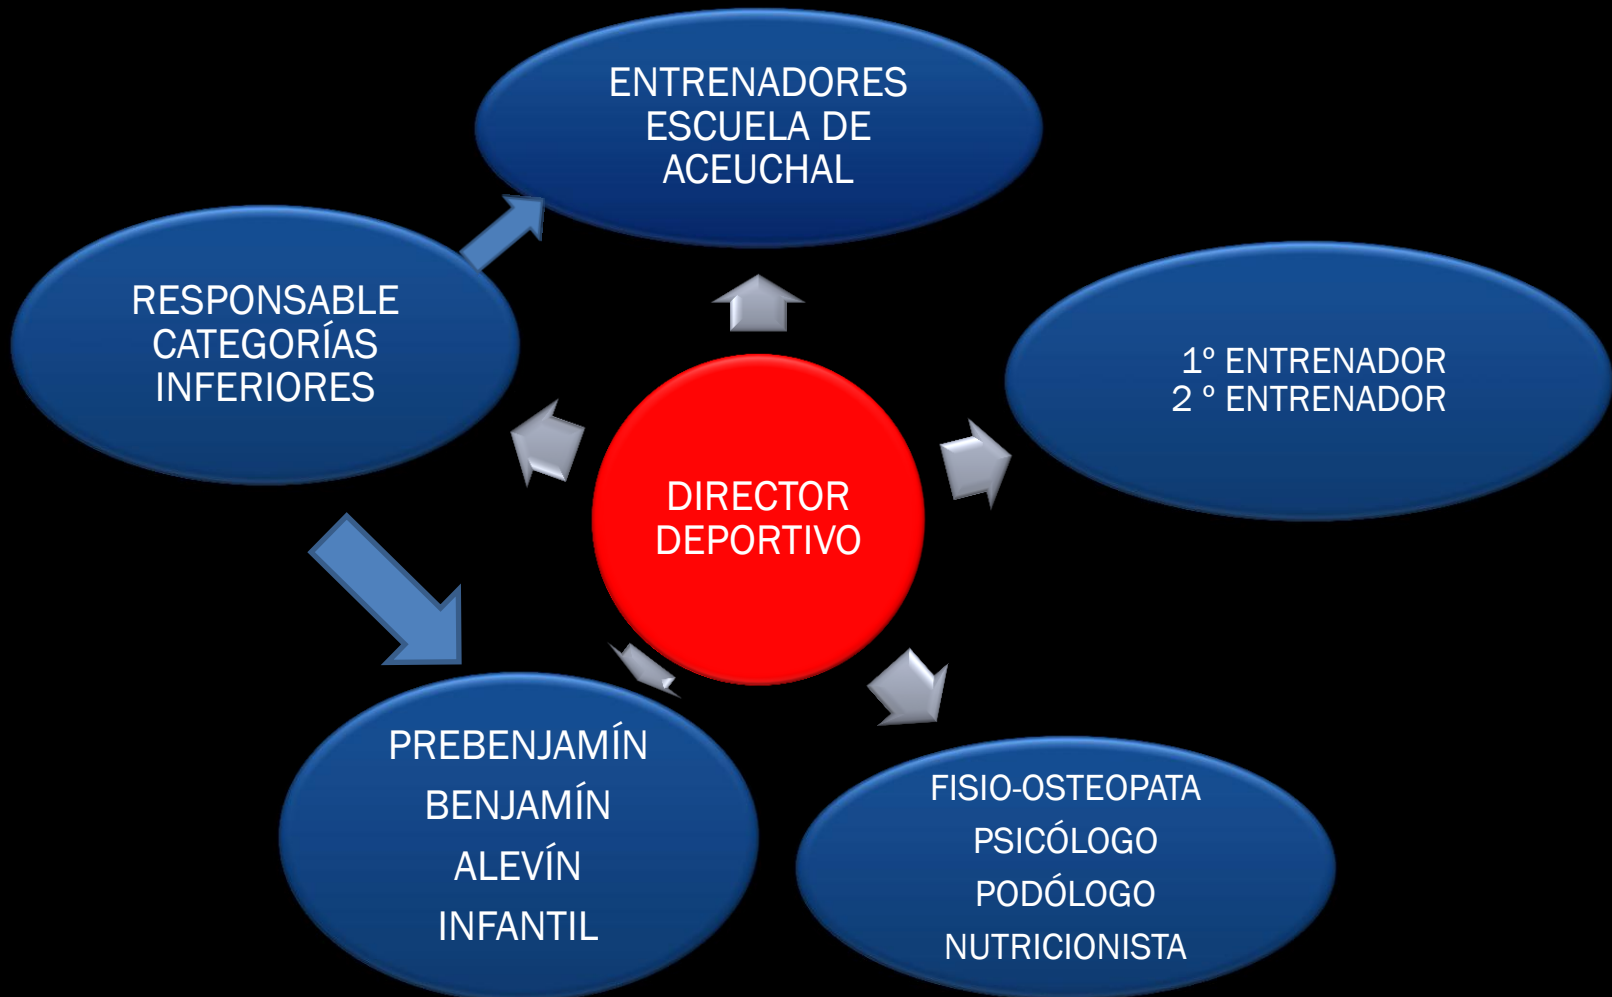 ENTRENADORES
ESCUELA DE
ACEUCHAL
RESPONSABLE
CATEGORÍAS
INFERIORES
1º ENTRENADOR
2 º ENTRENADOR
DIRECTOR
DEPORTIVO
PREBENJAMÍN
BENJAMÍN
ALEVÍN
INFANTIL
FISIO-OSTEOPATA
PSICÓLOGO
PODÓLOGO
NUTRICIONISTA